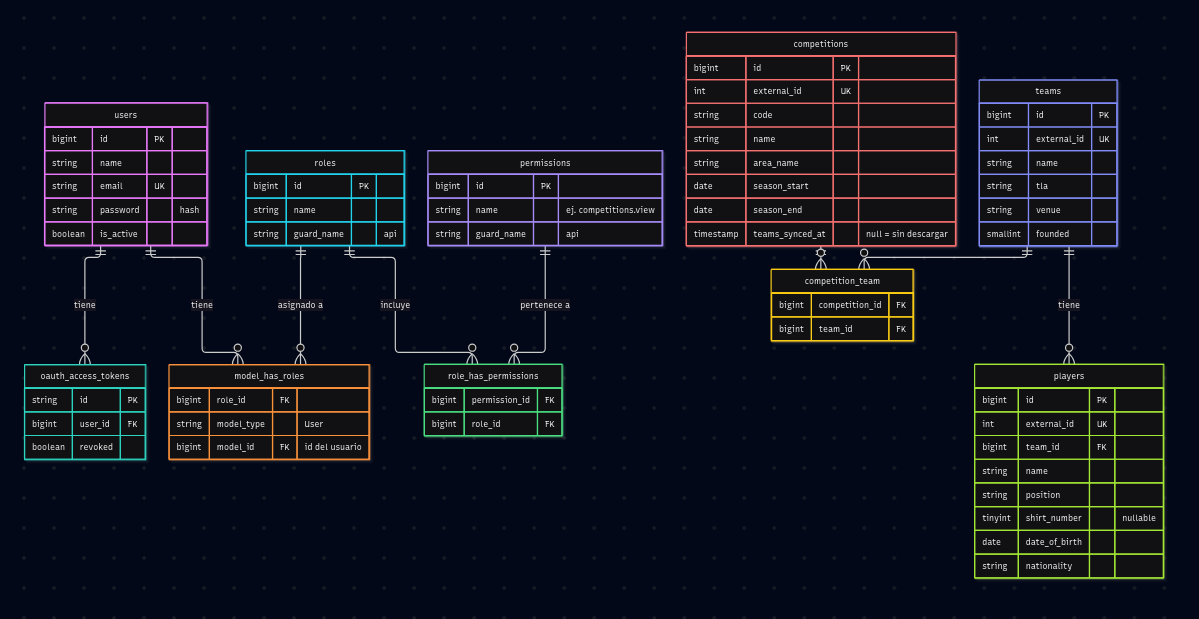 users
bigint id PK
string name
string email UK
string password hash
boolean is_active
roles
bigint id PK
string name
string guard_name api
permissions
bigint id PK
string name ej. competitions.view
string guard_name api
competitions
bigint id PK
int external_id UK
string code
string name
string area_name
date season_start
date season_end
timestamp teams_synced_at null = sin descargar
teams
bigint id PK
int external_id UK
string name
string tla
string venue
smallint founded
tiene
tiene
asignado a
incluye
pertenece a
tiene
competition_team
bigint competition_id FK
bigint team_id FK
oauth_access_tokens
string id PK
bigint user_id FK
boolean revoked
model_has_roles
bigint role_id FK
string model_type User
bigint model_id FK id del usuario
role_has_permissions
bigint permission_id FK
bigint role_id FK
players
bigint id PK
int external_id UK
bigint team_id FK
string name
string position
tinyint shirt_number nullable
date date_of_birth
string nationality